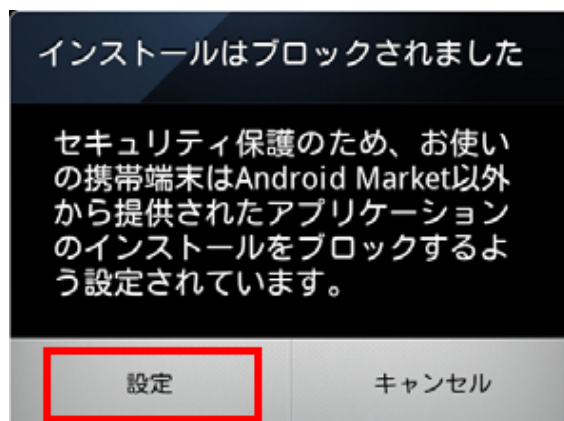 インストールはブロックされました
セキュリティ保護のため、お使い
の携帯端末はAndroid Market以外
から提供されたアプリケーション
のインストールをブロックするよ
う設定されています。
設定
キャンセル